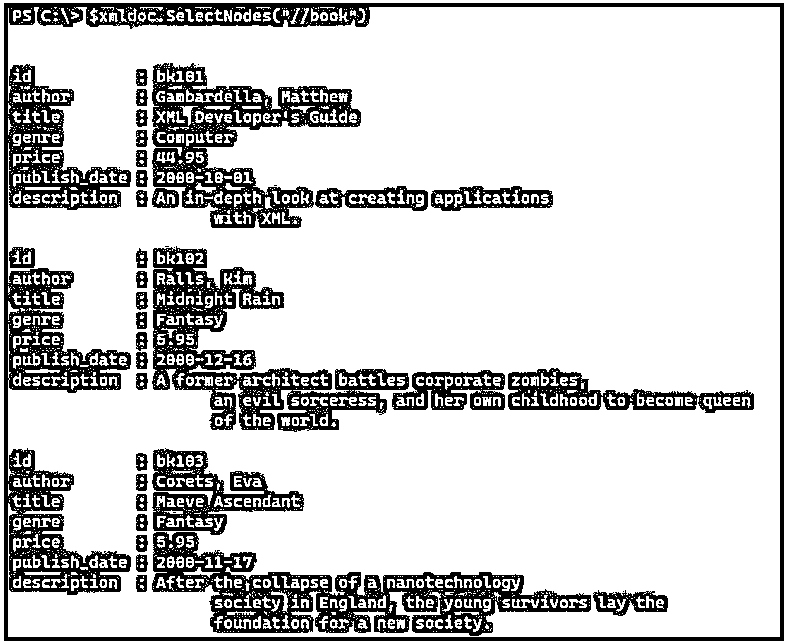 PS C:\> $xmldoc.SelectNodes("//book")
id : bk101
author : Gambardella, Matthew
title : XML Developer's Guide
genre : Computer
price : 44.95
publish_date : 2000-10-01
description : An in-depth look at creating applications
with XML.
id : bk102
author : Ralls, Kim
title : Midnight Rain
genre : Fantasy
price : 5.95
publish_date : 2000-12-16
description : A former architect battles corporate zombies,
an evil sorceress, and her own childhood to become queen
of the world.
id : bk103
author : Corets, Eva
title : Maeve Ascendant
genre : Fantasy
price : 5.95
publish_date : 2000-11-17
description : After the collapse of a nanotechnology
society in England, the young survivors lay the
foundation for a new society.